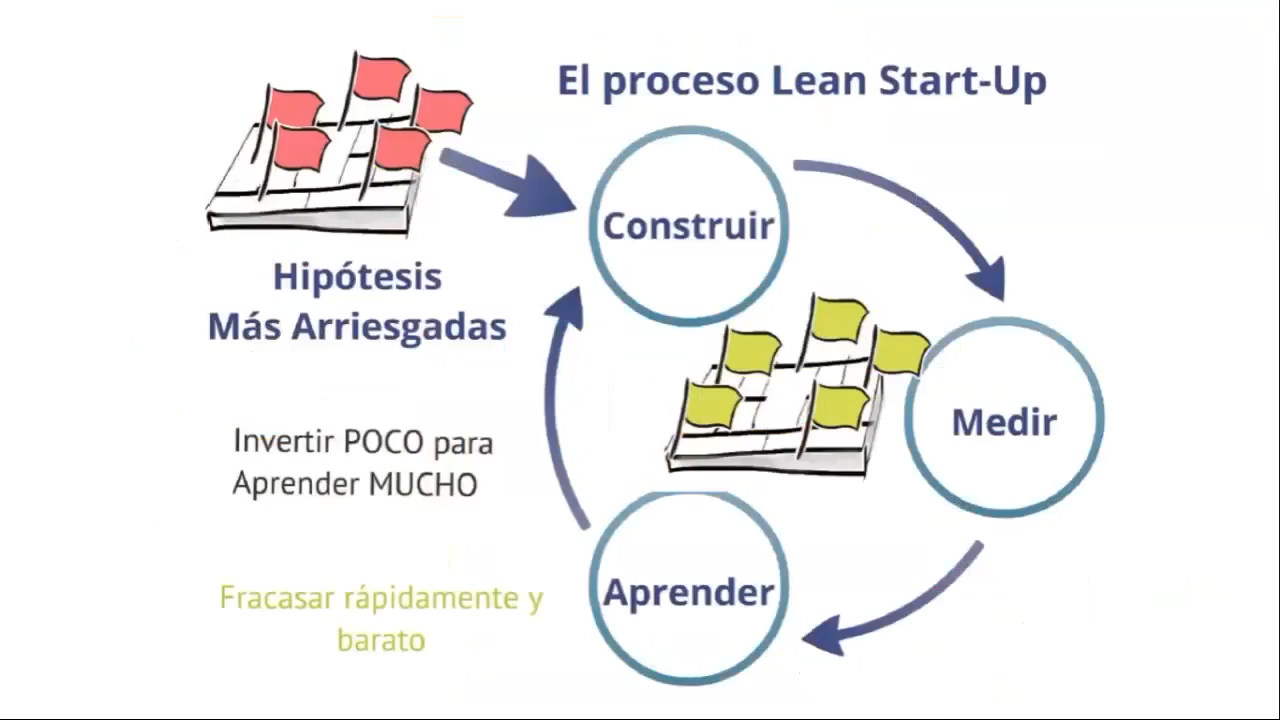 El proceso Lean Start-Up
Construir
Hipótesis
Más Arriesgadas
Medir
Invertir POCO para
Aprender MUCHO
Aprender
Fracasar rápidamente y
barato